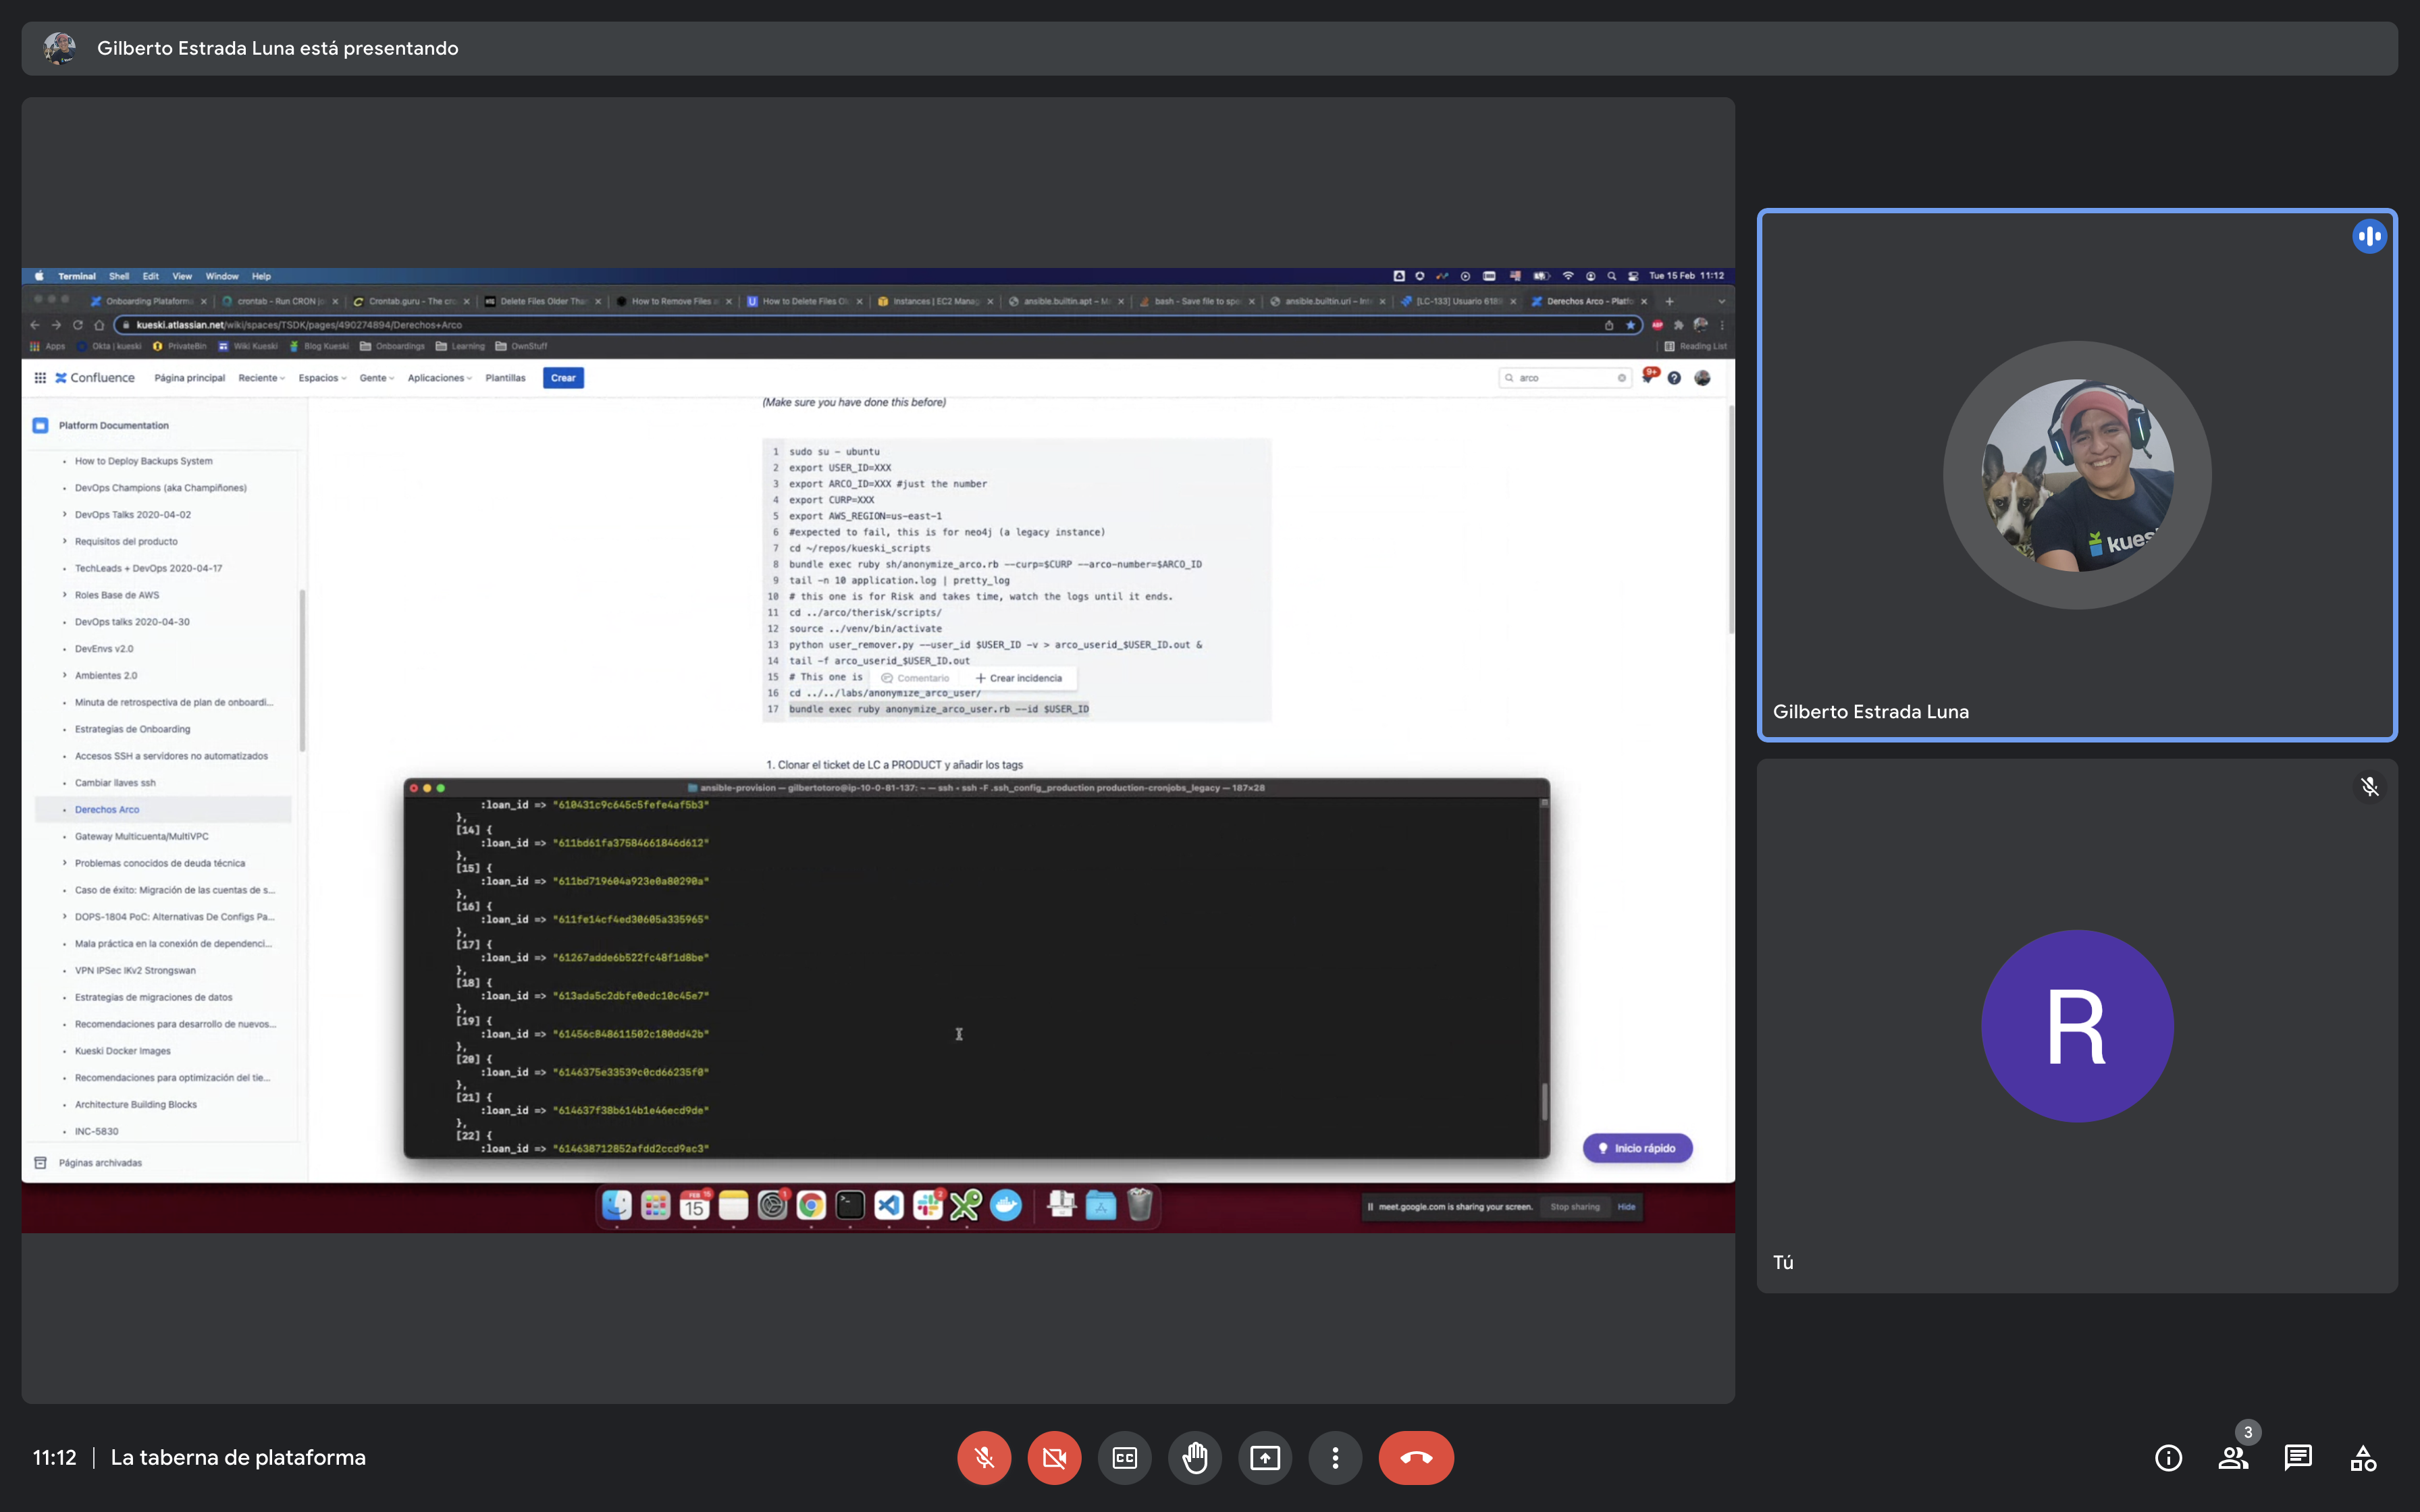 Gilberto Estrada Luna está presentando
Terminal Shell Edit View Window Help
Tue 15 Feb 11:12
Onboarding Plataforma
crontab - Run CRON
Crontab.guru - The cro
Delete Files Older Than
How to Remove Files
How to Delete Files Ol
Instances | EC2 Manag
ansible.builtin.apt – M
bash - Save file to spe
ansible.builtin.uri – Int
[LC-133] Usuario 618
Derechos Arco - Platfo
kueski.atlassian.net/wiki/spaces/TSDK/pages/490274894/Derechos+Arco
Apps Okta | kueski PrivateBin Wiki Kueski Blog Kueski Onboardings Learning OwnStuff
Reading List
Confluence Página principal Reciente Espacios Gente Aplicaciones Plantillas Crear
arco
9+
Platform Documentation
How to Deploy Backups System
DevOps Champions (aka Champiñones)
DevOps Talks 2020-04-02
Requisitos del producto
TechLeads + DevOps 2020-04-17
Roles Base de AWS
DevOps talks 2020-04-30
DevEnvs v2.0
Ambientes 2.0
Minuta de retrospectiva de plan de onboardi...
Estrategias de Onboarding
Accesos SSH a servidores no automatizados
Cambiar llaves ssh
Derechos Arco
Gateway Multicuenta/MultiVPC
Problemas conocidos de deuda técnica
Caso de éxito: Migración de las cuentas de s...
DOPS-1804 PoC: Alternativas De Configs Pa...
Mala práctica en la conexión de dependenci...
VPN IPSec IKv2 Strongswan
Estrategias de migraciones de datos
Recomendaciones para desarrollo de nuevos...
Kueski Docker Images
Recomendaciones para optimización del tie...
Architecture Building Blocks
INC-5830
Páginas archivadas
(Make sure you have done this before)
1 sudo su - ubuntu
2 export USER_ID=XXX
3 export ARCO_ID=XXX #just the number
4 export CURP=XXX
5 export AWS_REGION=us-east-1
6 #expected to fail, this is for neo4j (a legacy instance)
7 cd ~/repos/kueski_scripts
8 bundle exec ruby sh/anonymize_arco.rb --curp=$CURP --arco-number=$ARCO_ID
9 tail -n 10 application.log | pretty_log
10 # this one is for Risk and takes time, watch the logs until it ends.
11 cd ../arco/therisk/scripts/
12 source ../venv/bin/activate
13 python user_remover.py --user_id $USER_ID -v > arco_userid_$USER_ID.out &
14 tail -f arco_userid_$USER_ID.out
15 # This one is
Comentario + Crear incidencia
16 cd ../../labs/anonymize_arco_user/
17 bundle exec ruby anonymize_arco_user.rb --id $USER_ID
1. Clonar el ticket de LC a PRODUCT y añadir los tags
ansible-provision — gilbertotoro@ip-10-0-81-137: ~ — ssh • ssh -F .ssh_config_production production-cronjobs_legacy — 187×28
:loan_id => "610431c9c645c5fefe4af5b3"
},
[14] {
:loan_id => "611bd61fa37584661846d612"
},
[15] {
:loan_id => "611bd719604a923e0a80290a"
},
[16] {
:loan_id => "611fe14cf4ed30605a335965"
},
[17] {
:loan_id => "61267adde6b522fc48f1d8be"
},
[18] {
:loan_id => "613ada5c2dbfe0edc10c45e7"
},
[19] {
:loan_id => "61456c848611502c180dd42b"
},
[20] {
:loan_id => "6146375e33539c0cd66235f0"
},
[21] {
:loan_id => "614637f38b614b1e46ecd9de"
},
[22] {
:loan_id => "614638712852afdd2ccd9ac3"
Inicio rápido
FEB
15
meet.google.com is sharing your screen. Stop sharing Hide
kues
Gilberto Estrada Luna
R
Tú
11:12 | La taberna de plataforma
CC
3